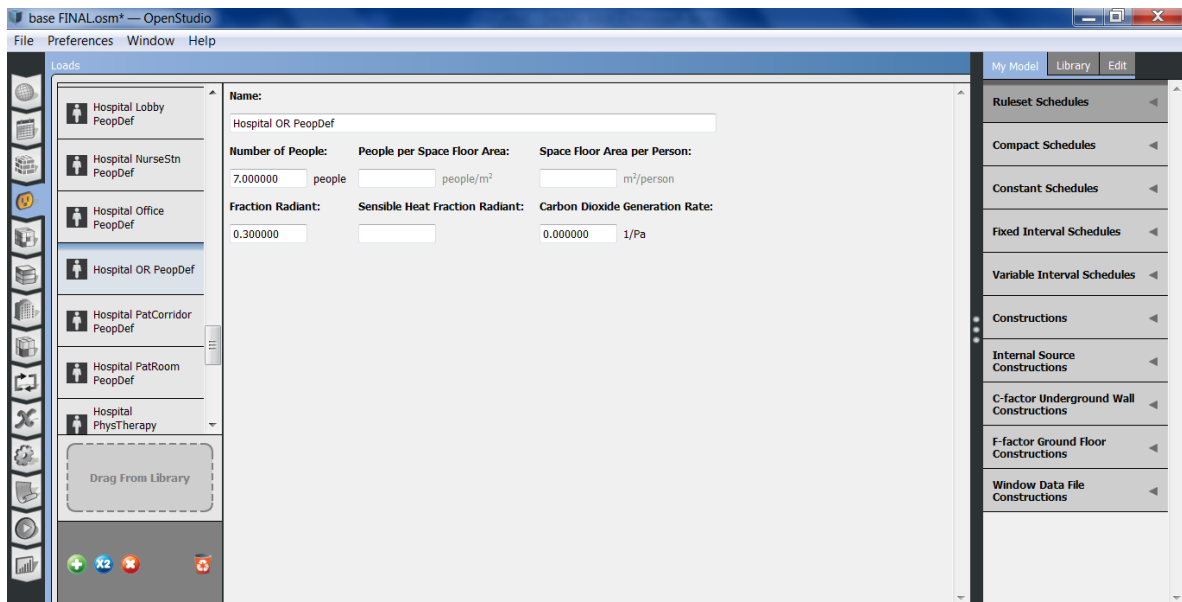 base FINAL.osm* — OpenStudio
File Preferences Window Help
Loads
My Model Library Edit
Hospital Lobby
PeopDef
Hospital NurseStn
PeopDef
Hospital Office
PeopDef
Hospital OR PeopDef
Hospital PatCorridor
PeopDef
Hospital PatRoom
PeopDef
Hospital
PhysTherapy
Drag From Library
X2
Name:
Hospital OR PeopDef
Number of People: People per Space Floor Area: Space Floor Area per Person:
7.000000 people people/m² m²/person
Fraction Radiant: Sensible Heat Fraction Radiant: Carbon Dioxide Generation Rate:
0.300000 0.000000 1/Pa
Ruleset Schedules
Compact Schedules
Constant Schedules
Fixed Interval Schedules
Variable Interval Schedules
Constructions
Internal Source
Constructions
C-factor Underground Wall
Constructions
F-factor Ground Floor
Constructions
Window Data File
Constructions